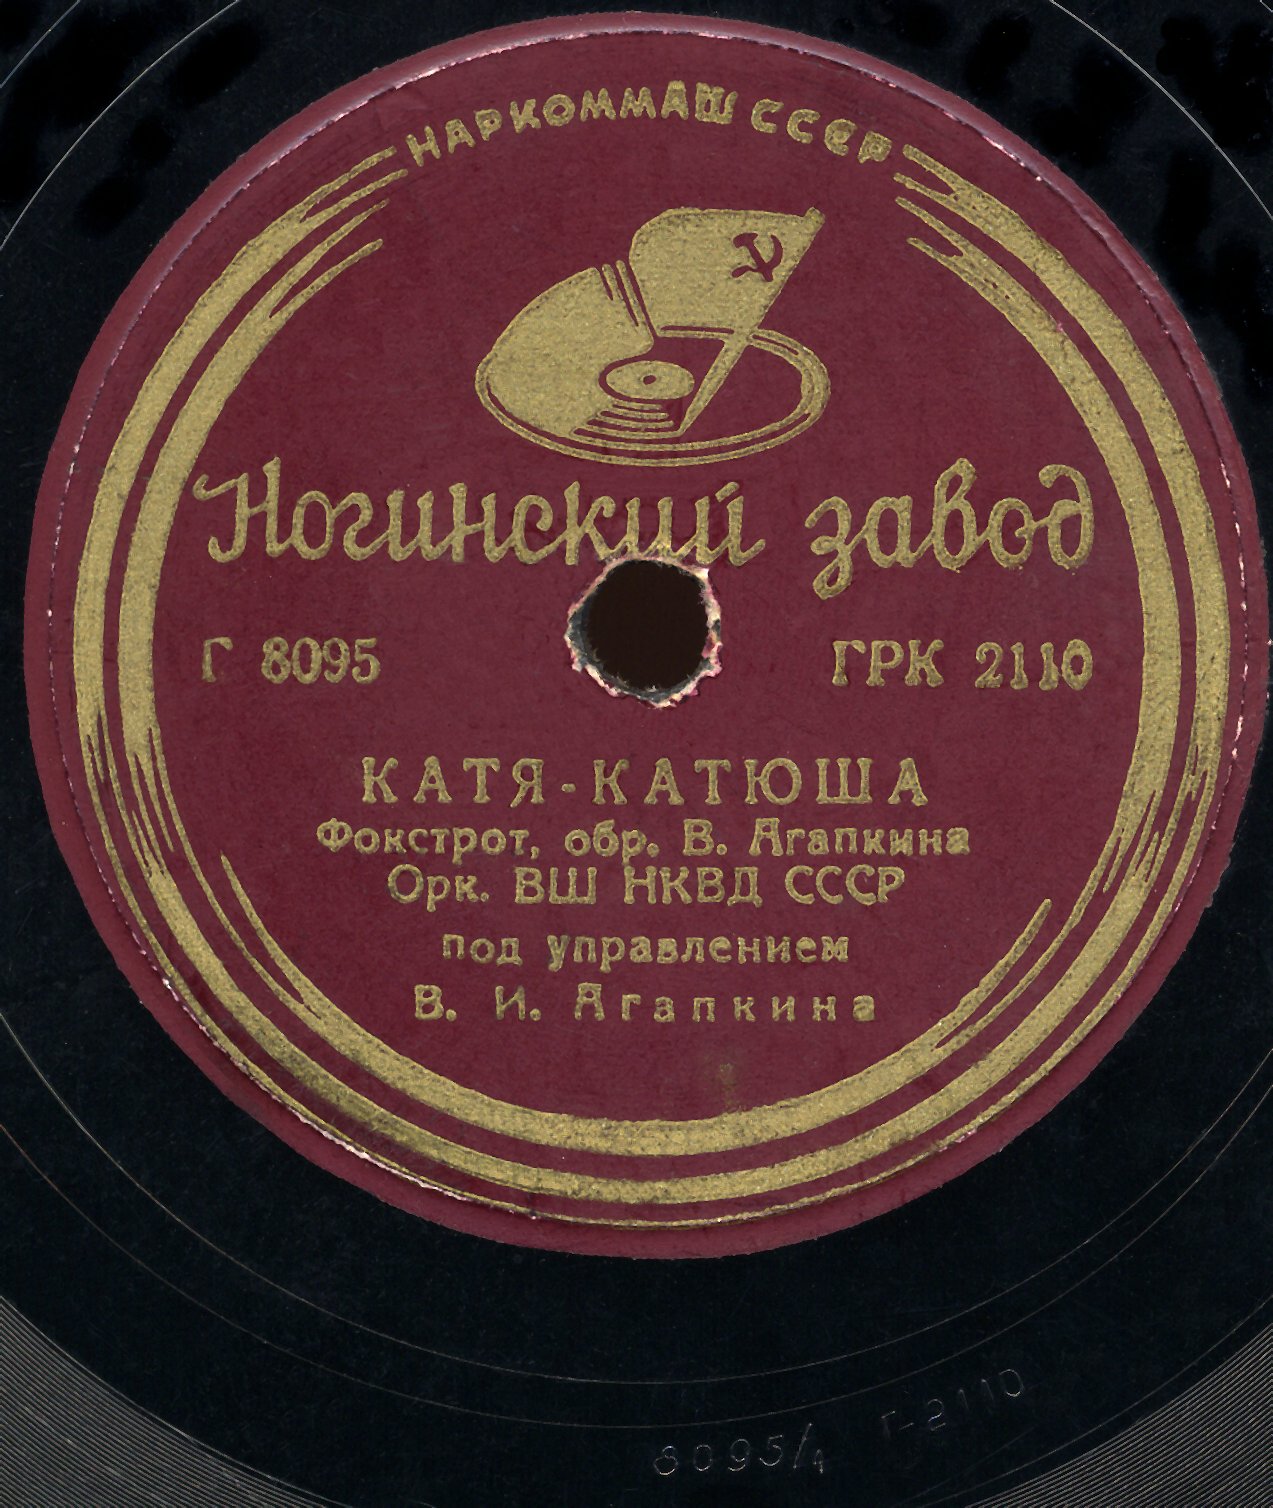 НАРКОММАШ СССР
Ногинский завод
Г 8095 ГРК 2110
КАТЯ-КАТЮША
Фокстрот, обр. В. Агапкина
Орк. ВШ НКВД СССР
под управлением
В. И. Агапкина
8095/4 Г-2110